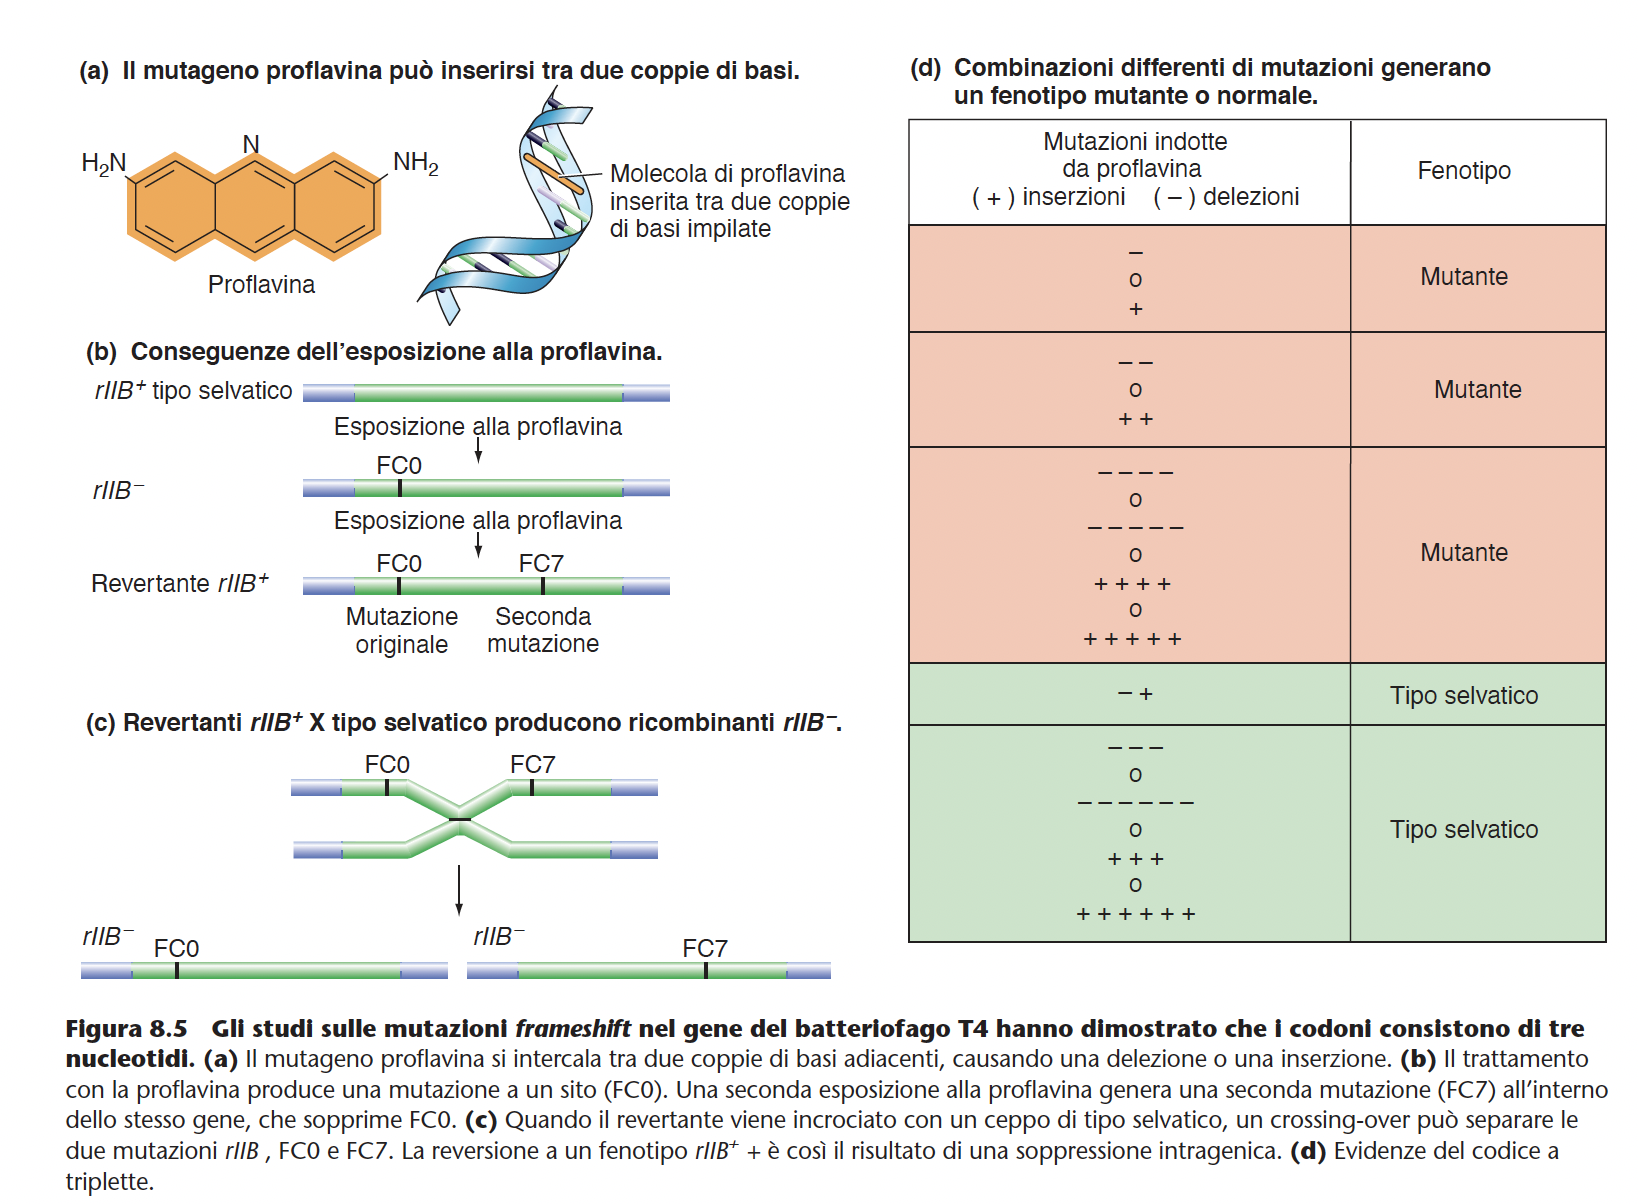 (a) Il mutageno proflavina può inserirsi tra due coppie di basi.
H₂N
N
NH₂
Proflavina
Molecola di proflavina
inserita tra due coppie
di basi impilate
(b) Conseguenze dell'esposizione alla proflavina.
rIIB⁺ tipo selvatico
Esposizione alla proflavina
FC0
rIIB⁻
Esposizione alla proflavina
FC0 FC7
Revertante rIIB⁺
Mutazione originale
Seconda mutazione
(c) Revertanti rIIB⁺ X tipo selvatico producono ricombinanti rIIB⁻.
FC0 FC7
rIIB⁻ FC0
rIIB⁻ FC7
(d) Combinazioni differenti di mutazioni generano
un fenotipo mutante o normale.
Mutazioni indotte
da proflavina
(+) inserzioni (–) delezioni
Fenotipo
–
o
+
Mutante
– –
o
+ +
Mutante
– – – –
o
– – – – –
o
+ + + +
o
+ + + + +
Mutante
– +
Tipo selvatico
– – –
o
– – – – – –
o
+ + +
o
+ + + + + +
Tipo selvatico
Figura 8.5 Gli studi sulle mutazioni frameshift nel gene del batteriofago T4 hanno dimostrato che i codoni consistono di tre
nucleotidi. (a) Il mutageno proflavina si intercala tra due coppie di basi adiacenti, causando una delezione o una inserzione. (b) Il trattamento
con la proflavina produce una mutazione a un sito (FC0). Una seconda esposizione alla proflavina genera una seconda mutazione (FC7) all'interno
dello stesso gene, che sopprime FC0. (c) Quando il revertante viene incrociato con un ceppo di tipo selvatico, un crossing-over può separare le
due mutazioni rIIB , FC0 e FC7. La reversione a un fenotipo rIIB⁺ + è così il risultato di una soppressione intragenica. (d) Evidenze del codice a
triplette.